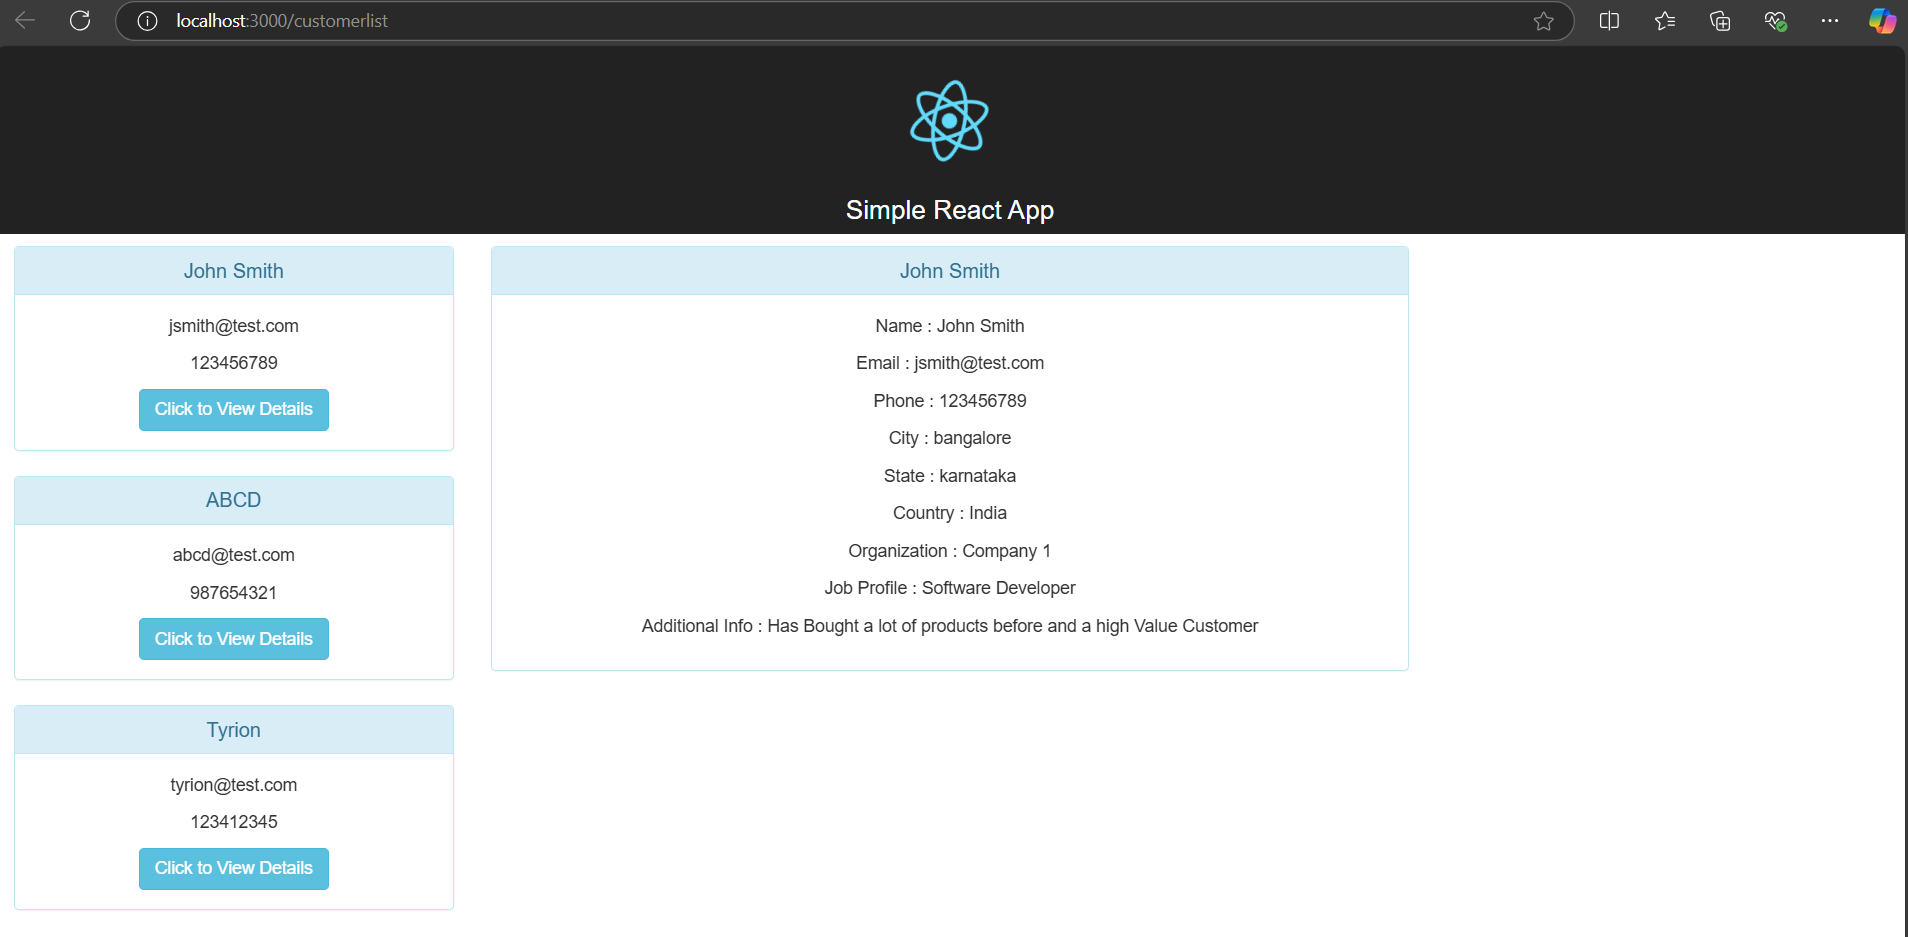 localhost:3000/customerlist
Simple React App
John Smith
jsmith@test.com
123456789
Click to View Details
ABCD
abcd@test.com
987654321
Click to View Details
Tyrion
tyrion@test.com
123412345
Click to View Details
John Smith
Name : John Smith
Email : jsmith@test.com
Phone : 123456789
City : bangalore
State : karnataka
Country : India
Organization : Company 1
Job Profile : Software Developer
Additional Info : Has Bought a lot of products before and a high Value Customer